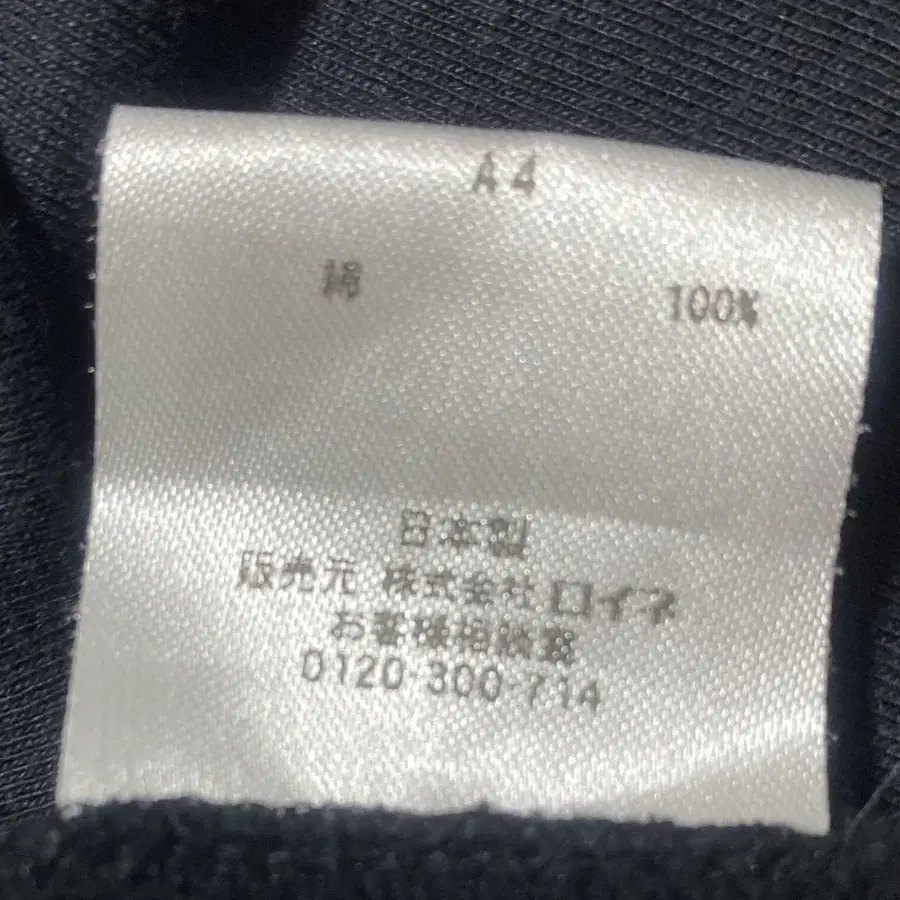 A4
綿 100%
日本製
販売元 株式会社ロイネ
お客様相談室
0120-300-714